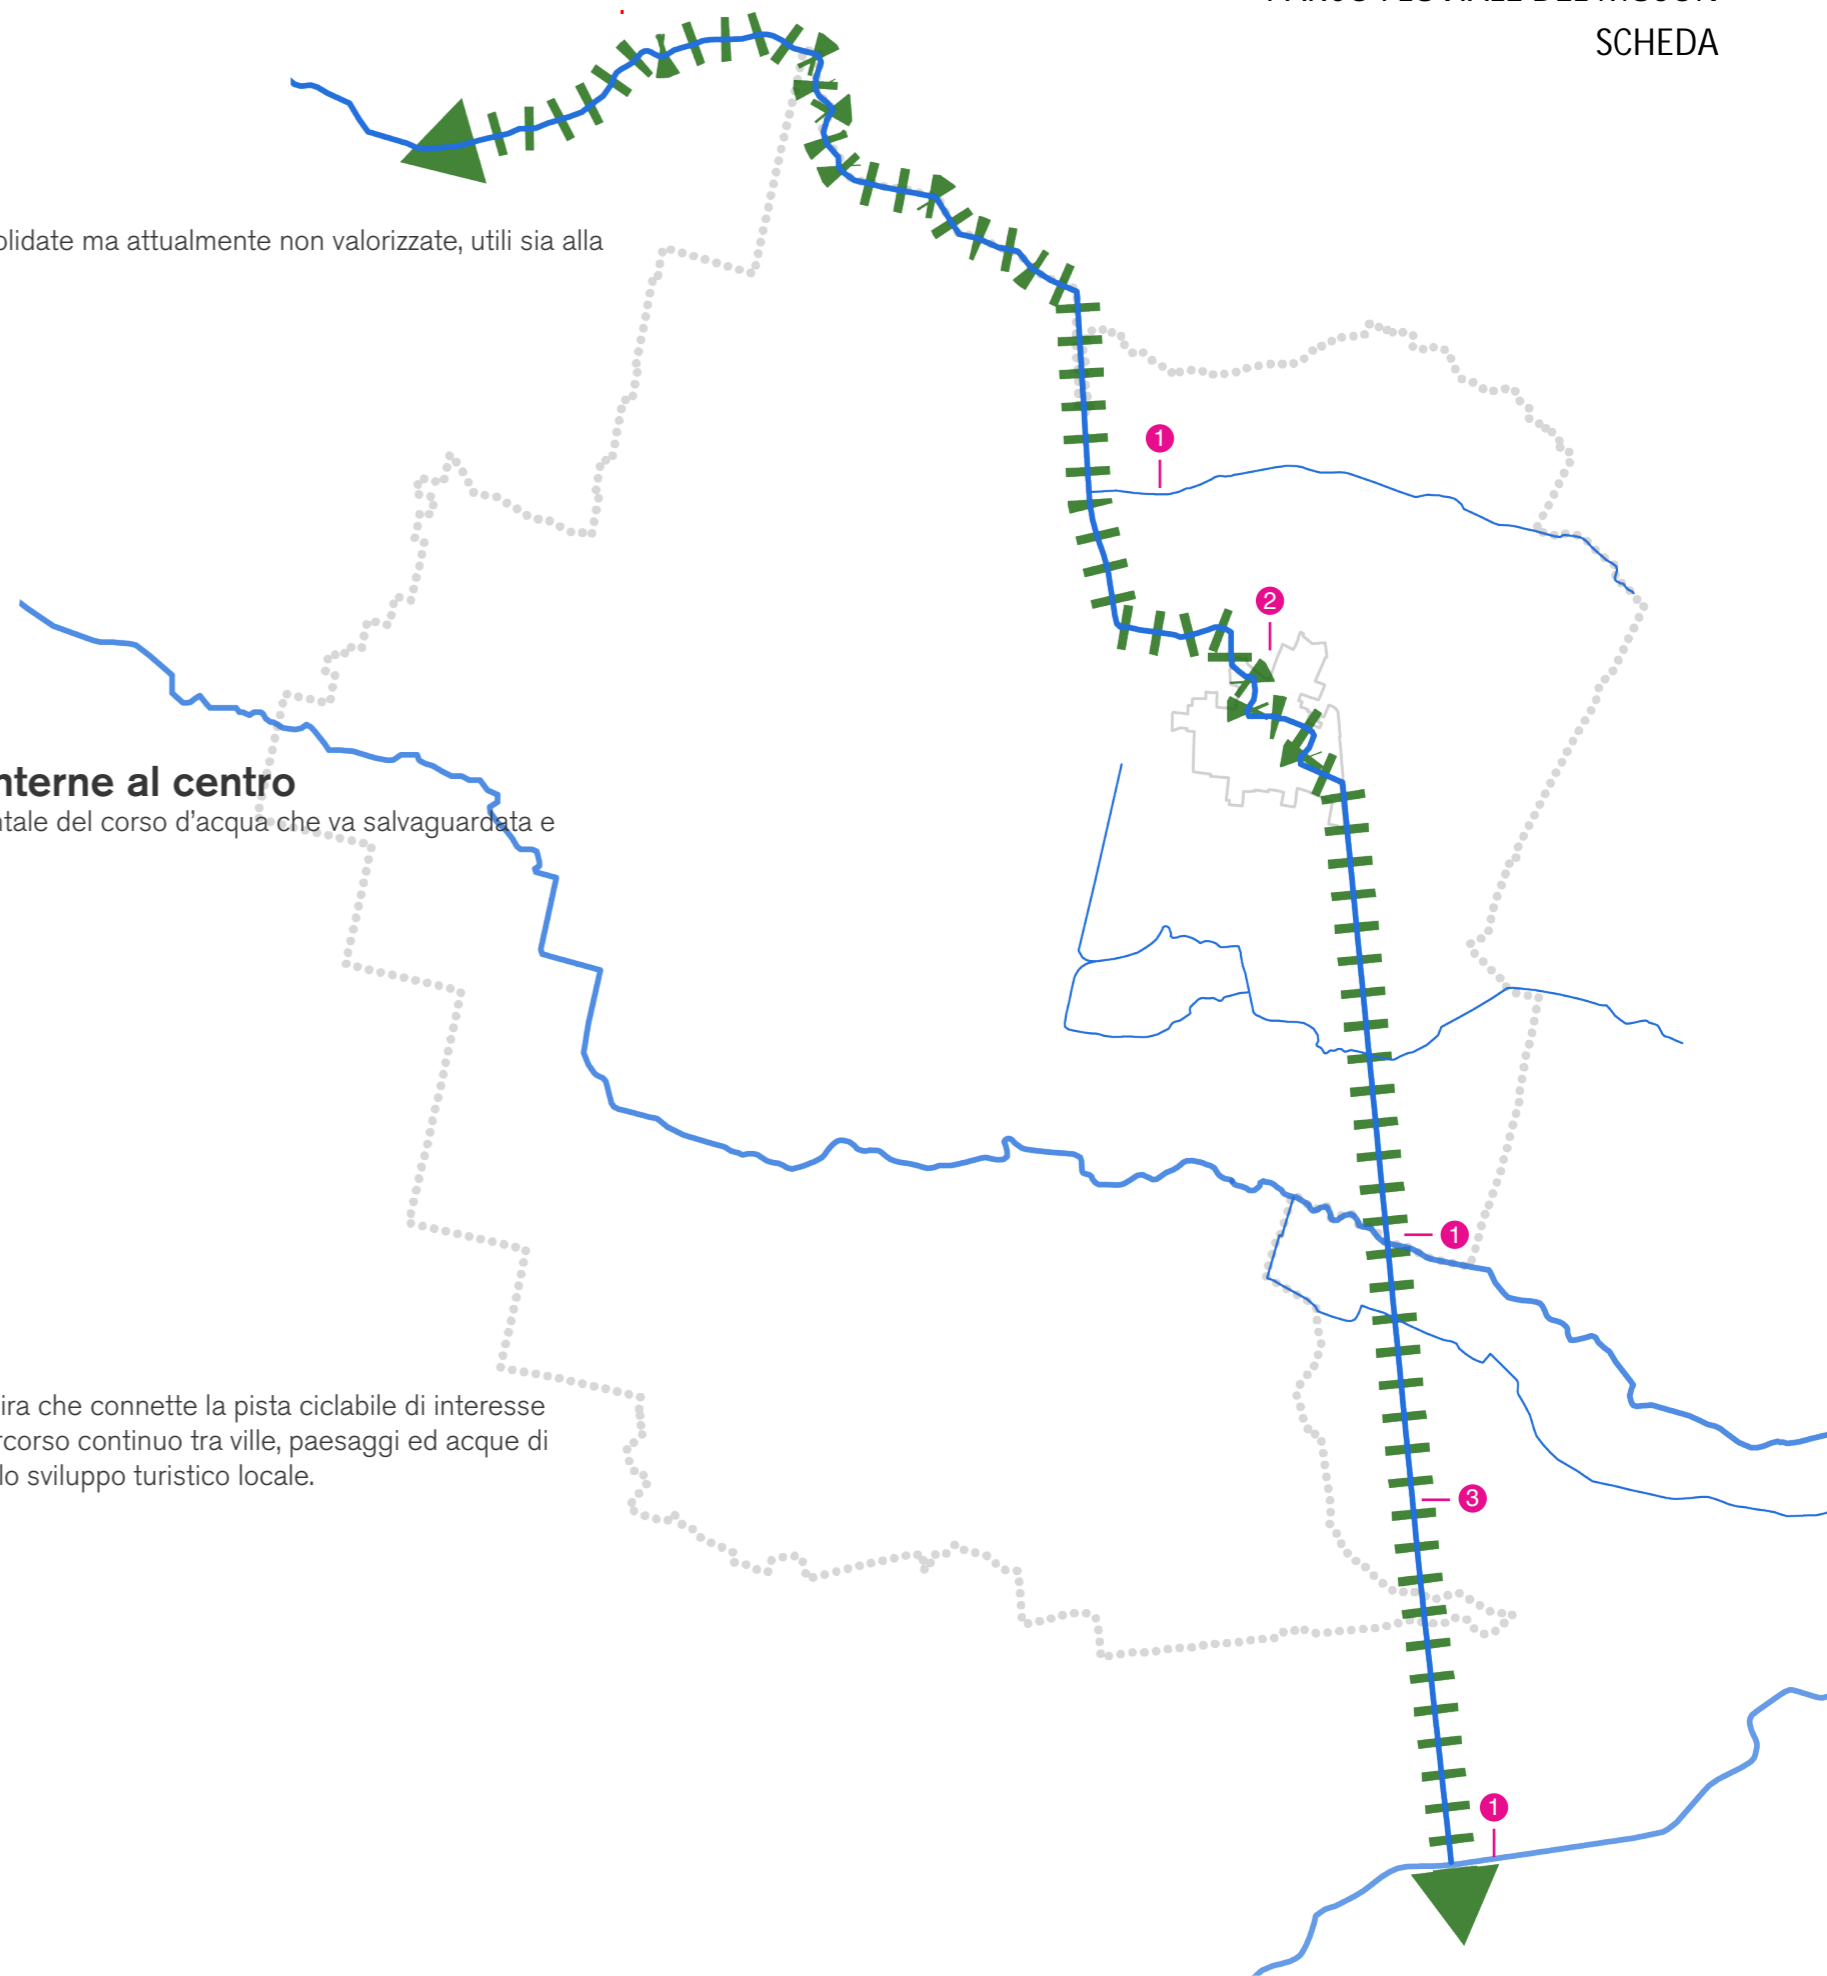 SCHEDA
olidate ma attualmente non valorizzate, utili sia alla
1
2
nterne al centro
ntale del corso d'acqua che va salvaguardata e
1
ira che connette la pista ciclabile di interesse
rcorso continuo tra ville, paesaggi ed acque di
lo sviluppo turistico locale.
3
1